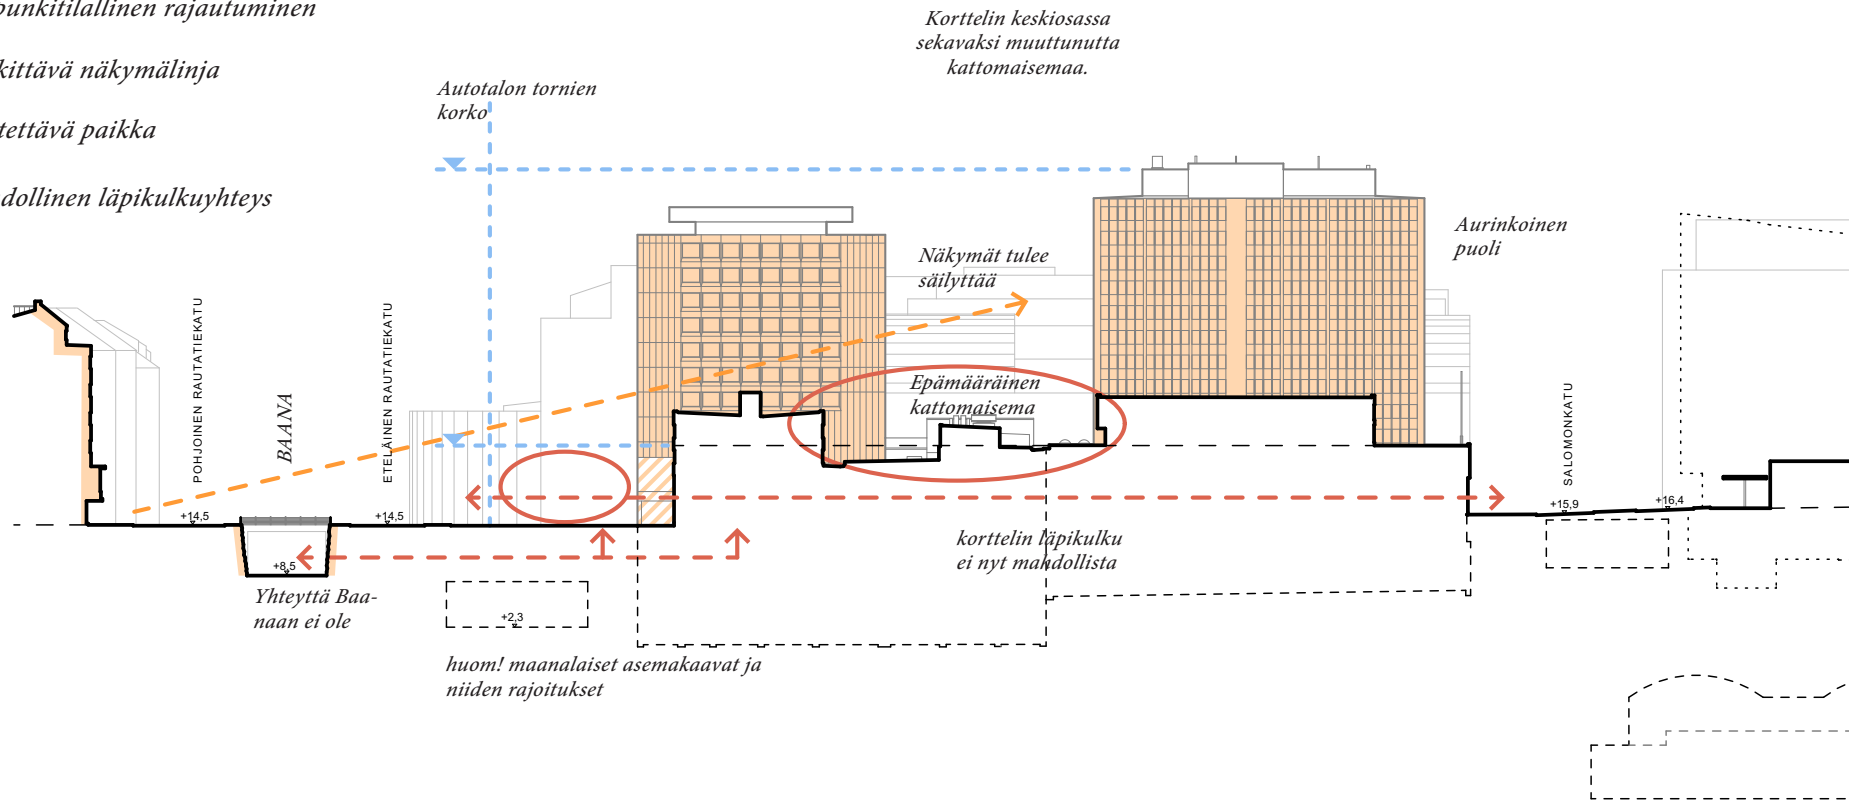 punkitilallinen rajautuminen
kittävä näkymälinja
tettävä paikka
dollinen läpikulkuyhteys
Korttelin keskiosassa
sekavaksi muuttunutta
kattomaisemaa.
Autotalon tornien
korko
Aurinkoinen
puoli
Näkymät tulee
säilyttää
Epämääräinen
kattomaisema
POHJOINEN RAUTATIEKATU
BAANA
ETELÄINEN RAUTATIEKATU
SALOMONKATU
+14,5
+14,5
+8,5
+15,9
+16,4
korttelin läpikulku
ei nyt mahdollista
Yhteyttä Baa-
naan ei ole
+2,3
huom! maanalaiset asemakaavat ja
niiden rajoitukset